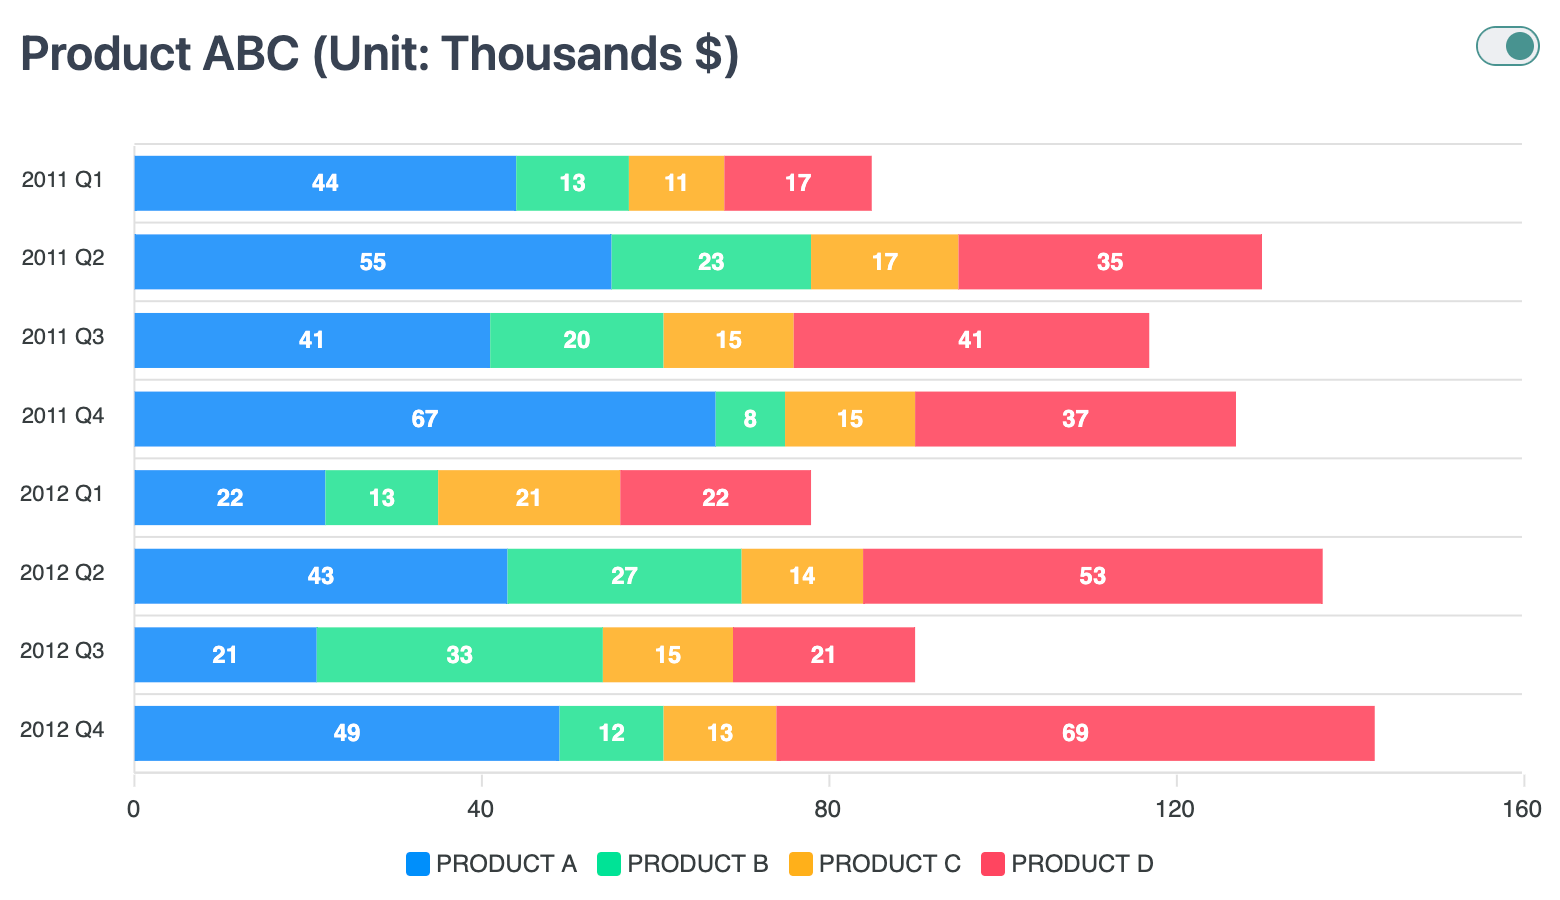 Product ABC (Unit: Thousands $)
2011 Q1 44 13 11 17
2011 Q2 55 23 17 35
2011 Q3 41 20 15 41
2011 Q4 67 8 15 37
2012 Q1 22 13 21 22
2012 Q2 43 27 14 53
2012 Q3 21 33 15 21
2012 Q4 49 12 13 69
0 40 80 120 160
PRODUCT A PRODUCT B PRODUCT C PRODUCT D